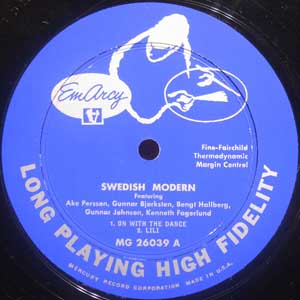 EmArcy
Fine-Fairchild
Thermodynamic
Margin Control
SWEDISH MODERN
Featuring
Ake Persson, Gunnar Bjorksten, Bengt Hallberg,
Gunnar Johnson, Kenneth Fagerlund
1. ON WITH THE DANCE
2. LILI
MG 26039 A
LONG PLAYING HIGH FIDELITY
MERCURY RECORD CORPORATION MADE IN U.S.A.